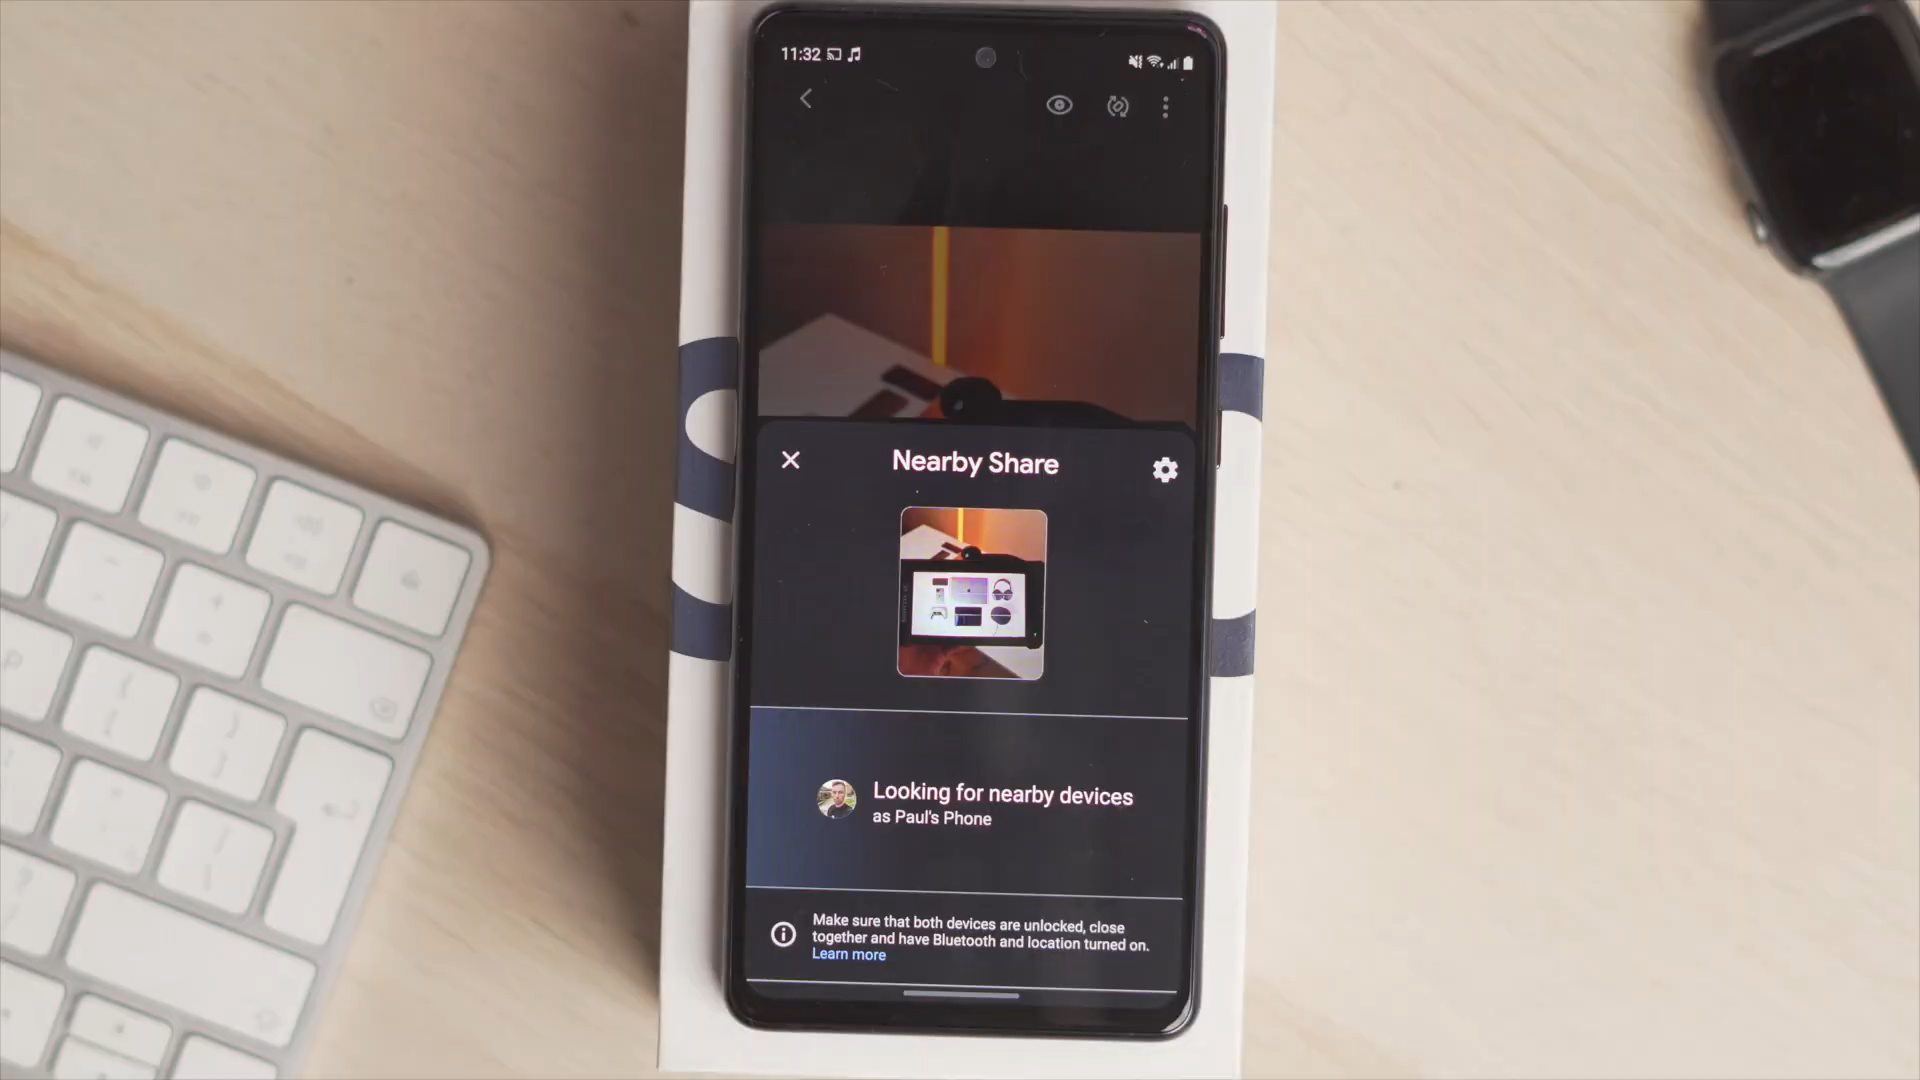 11:32
Nearby Share
Looking for nearby devices
as Paul's Phone
Make sure that both devices are unlocked, close
together and have Bluetooth and location turned on.
Learn more